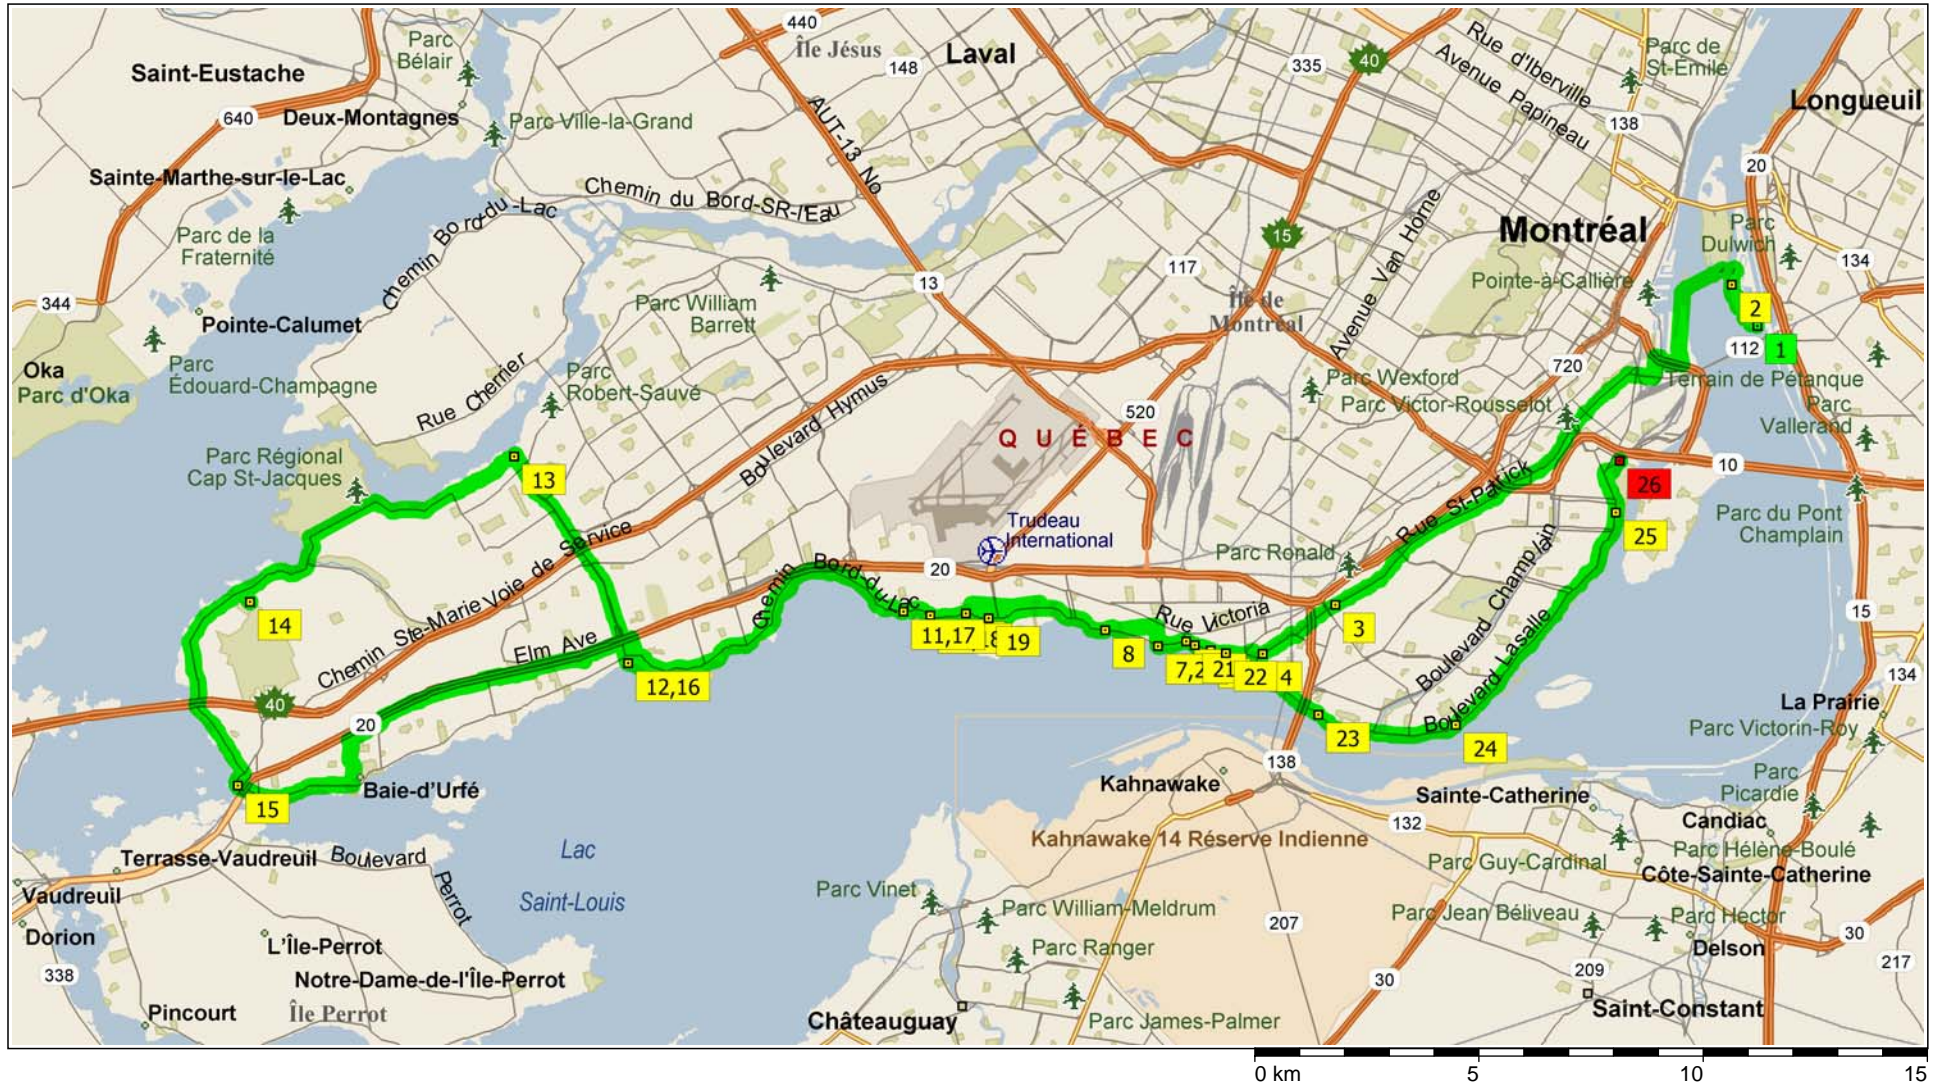 440
Île Jésus
148
Laval
335
40
Rue d'Iberville
Avenue Papineau
Parc de
St-Émile
138
Longueuil
Parc
Bélair
Saint-Eustache
640
Deux-Montagnes
Parc Ville-la-Grand
AUT-13 No
20
Sainte-Marthe-sur-le-Lac
Chemin du Bord-SR-l'Eau
Chemin Bord-du-Lac
Parc de la
Fraternité
15
Avenue Van Horne
Montréal
Parc
Dulwich
134
344
Pointe-Calumet
Parc William
Barrett
13
117
Île de
Montréal
Pointe-à-Callière
2
112
1
Oka
Parc d'Oka
Parc
Édouard-Champagne
Rue Cherrier
Parc
Robert-Sauvé
Boulevard Hymus
520
QUÉBEC
Parc Wexford
Parc Victor-Rousselot
720
Terrain de Pétanque
Parc
Vallerand
Parc Régional
Cap St-Jacques
13
10
26
Rue St-Patrick
Trudeau
International
Parc Ronald
25
Parc du Pont
Champlain
Chemin Ste-Marie Voie de Service
20
Chemin Bord-du-Lac
14
Elm Ave
11,17
19
8
Rue Victoria
3
15
21
22
4
12,16
Boulevard Champlain
Boulevard Lasalle
134
40
20
23
24
La Prairie
Parc Victorin-Roy
138
Kahnawake
Baie-d'Urfé
15
Sainte-Catherine
Parc
Picardie
Candiac
132
Kahnawake 14 Réserve Indienne
Terrasse-Vaudreuil
Boulevard Perrot
Lac
Saint-Louis
Parc Guy-Cardinal
Parc Hélène-Boulé
Côte-Sainte-Catherine
Vaudreuil
Parc Vinet
Parc William-Meldrum
207
Parc Jean Béliveau
Parc Hector
Dorion
L'Île-Perrot
Parc Ranger
Delson
30
338
Notre-Dame-de-l'Île-Perrot
30
209
217
Pincourt
Île Perrot
Châteauguay
Parc James-Palmer
Saint-Constant
0 km 5 10 15